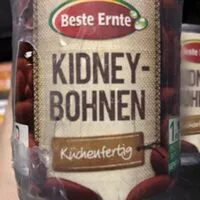 Beste Ernte
KIDNEY-
BOHNEN
Küchenfertig